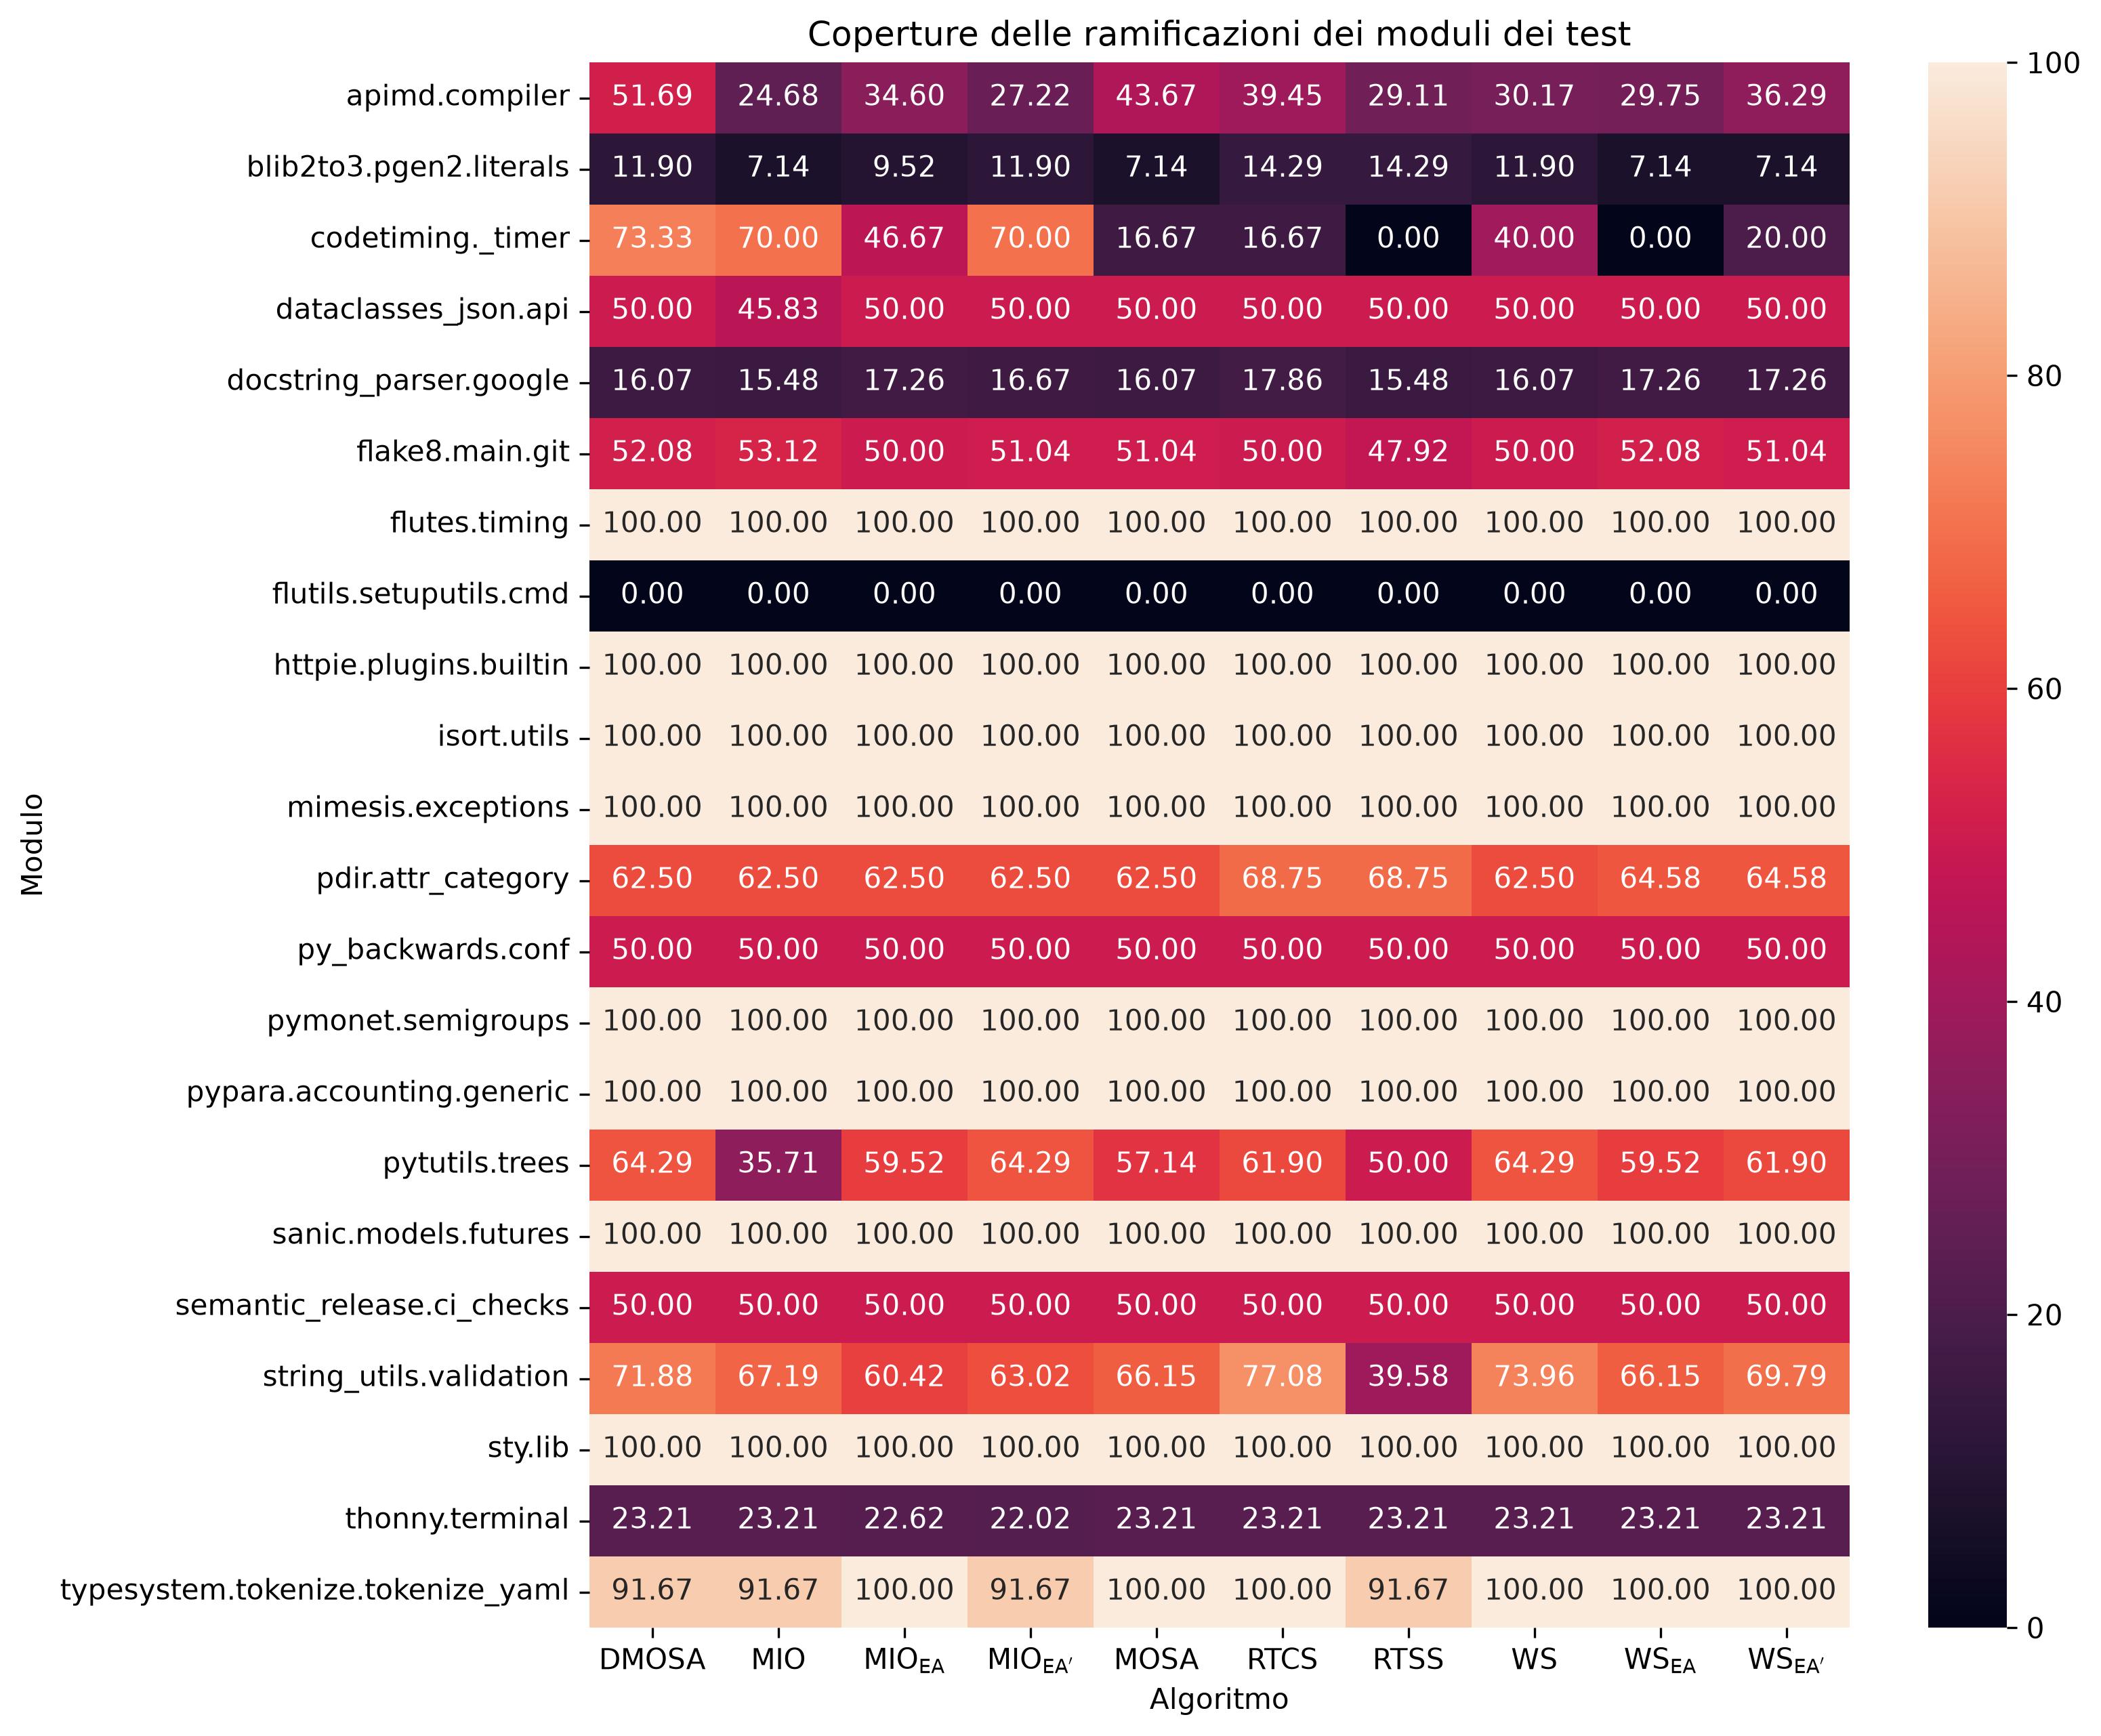 Coperture delle ramificazioni dei moduli dei test
apimd.compiler 51.69 24.68 34.60 27.22 43.67 39.45 29.11 30.17 29.75 36.29
blib2to3.pgen2.literals 11.90 7.14 9.52 11.90 7.14 14.29 14.29 11.90 7.14 7.14
codetiming._timer 73.33 70.00 46.67 70.00 16.67 16.67 0.00 40.00 0.00 20.00
dataclasses_json.api 50.00 45.83 50.00 50.00 50.00 50.00 50.00 50.00 50.00 50.00
docstring_parser.google 16.07 15.48 17.26 16.67 16.07 17.86 15.48 16.07 17.26 17.26
flake8.main.git 52.08 53.12 50.00 51.04 51.04 50.00 47.92 50.00 52.08 51.04
flutes.timing 100.00 100.00 100.00 100.00 100.00 100.00 100.00 100.00 100.00 100.00
flutils.setuputils.cmd 0.00 0.00 0.00 0.00 0.00 0.00 0.00 0.00 0.00 0.00
httpie.plugins.builtin 100.00 100.00 100.00 100.00 100.00 100.00 100.00 100.00 100.00 100.00
isort.utils 100.00 100.00 100.00 100.00 100.00 100.00 100.00 100.00 100.00 100.00
mimesis.exceptions 100.00 100.00 100.00 100.00 100.00 100.00 100.00 100.00 100.00 100.00
pdir.attr_category 62.50 62.50 62.50 62.50 62.50 68.75 68.75 62.50 64.58 64.58
py_backwards.conf 50.00 50.00 50.00 50.00 50.00 50.00 50.00 50.00 50.00 50.00
pymonet.semigroups 100.00 100.00 100.00 100.00 100.00 100.00 100.00 100.00 100.00 100.00
pypara.accounting.generic 100.00 100.00 100.00 100.00 100.00 100.00 100.00 100.00 100.00 100.00
pytutils.trees 64.29 35.71 59.52 64.29 57.14 61.90 50.00 64.29 59.52 61.90
sanic.models.futures 100.00 100.00 100.00 100.00 100.00 100.00 100.00 100.00 100.00 100.00
semantic_release.ci_checks 50.00 50.00 50.00 50.00 50.00 50.00 50.00 50.00 50.00 50.00
string_utils.validation 71.88 67.19 60.42 63.02 66.15 77.08 39.58 73.96 66.15 69.79
sty.lib 100.00 100.00 100.00 100.00 100.00 100.00 100.00 100.00 100.00 100.00
thonny.terminal 23.21 23.21 22.62 22.02 23.21 23.21 23.21 23.21 23.21 23.21
typesystem.tokenize.tokenize_yaml 91.67 91.67 100.00 91.67 100.00 100.00 91.67 100.00 100.00 100.00
DMOSA MIO MIO_EA MIO_EA′ MOSA RTCS RTSS WS WS_EA WS_EA′
Algoritmo
Modulo
100
80
60
40
20
0